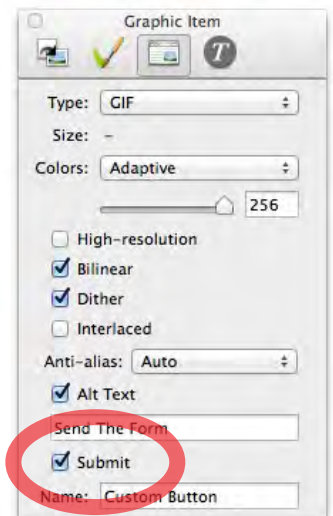 Graphic Item
T
Type: GIF
Size: –
Colors: Adaptive
256
High-resolution
Bilinear
Dither
Interlaced
Anti-alias: Auto
Alt Text
Send The Form
Submit
Name: Custom Button